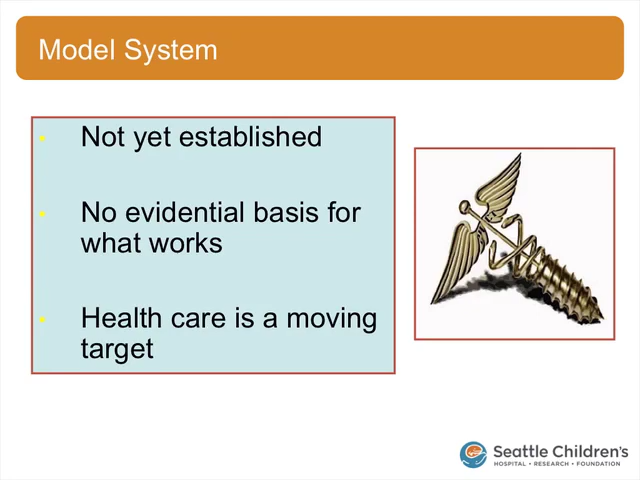 Model System
Not yet established
No evidential basis for
what works
Health care is a moving
target
Seattle Children's
HOSPITAL • RESEARCH • FOUNDATION